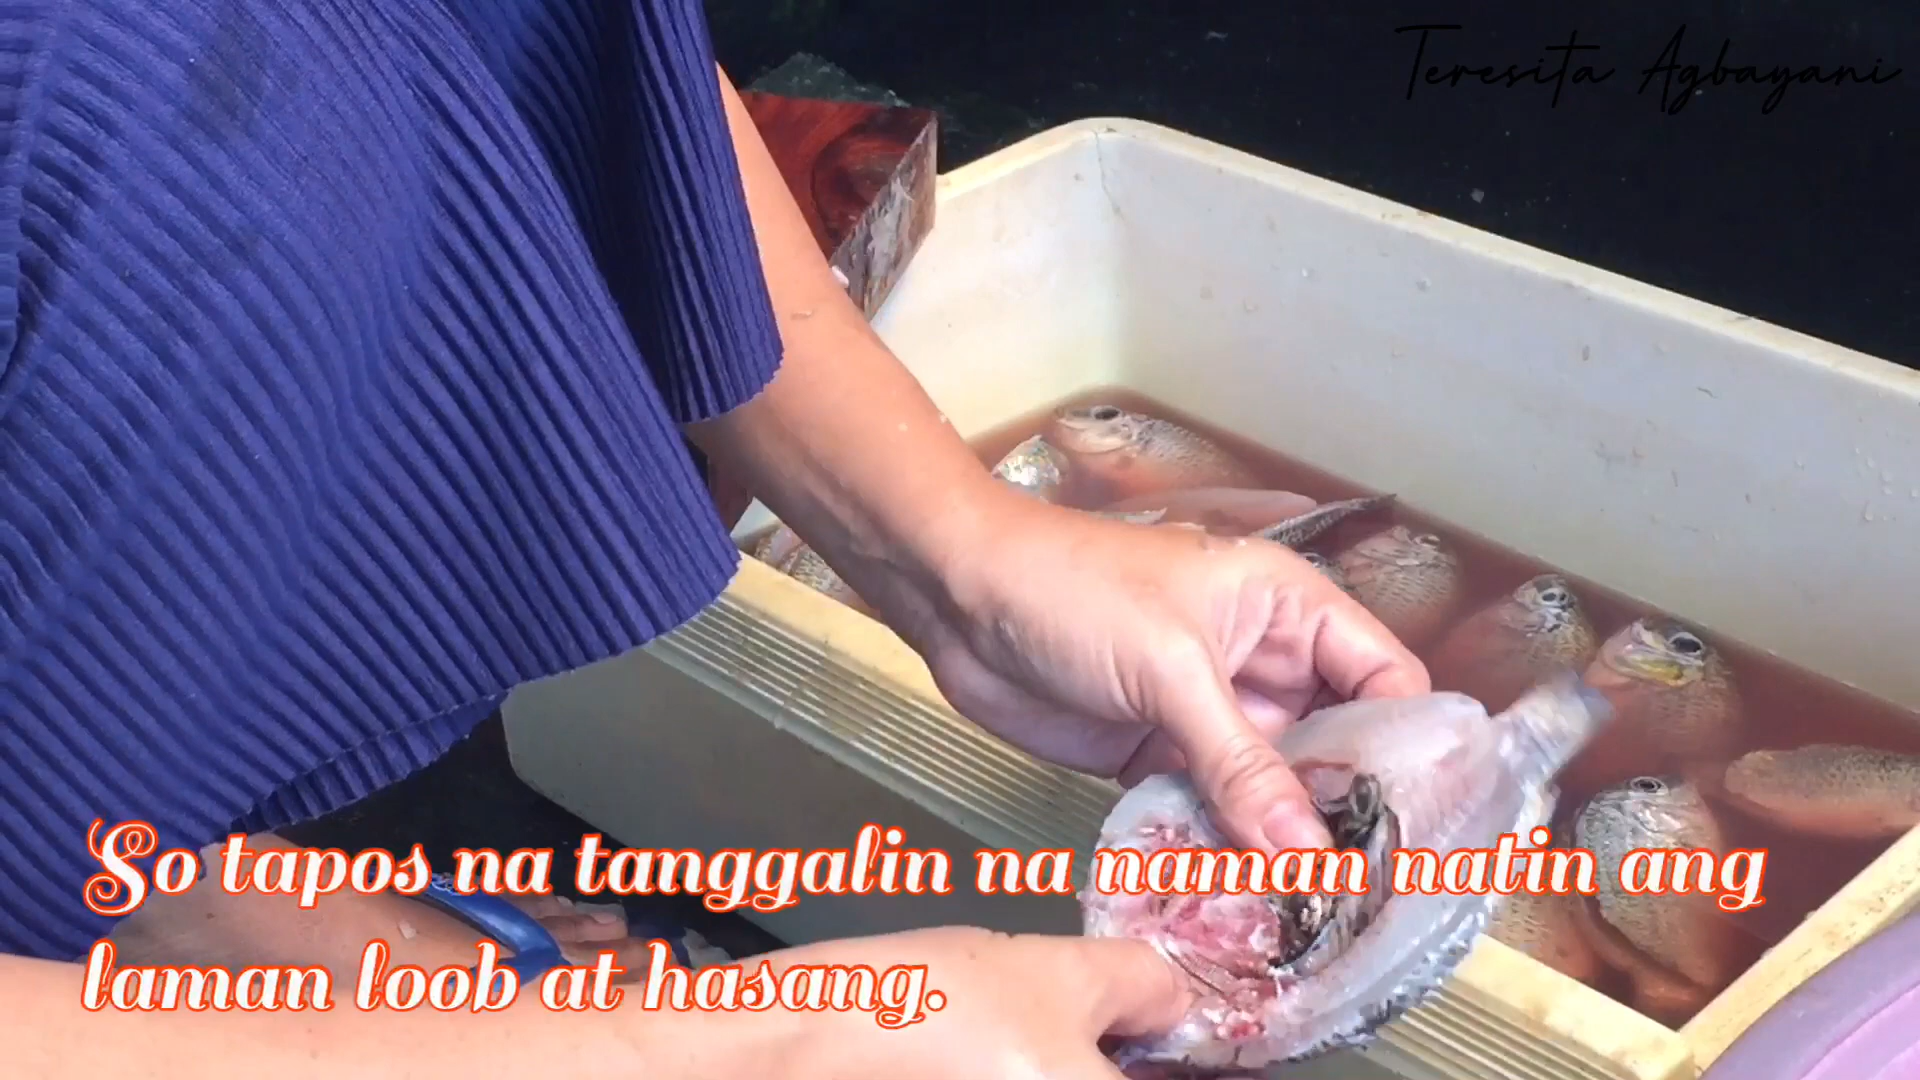 Teresita Agbayani
So tapos na tanggalin na naman natin ang
laman loob at hasang.